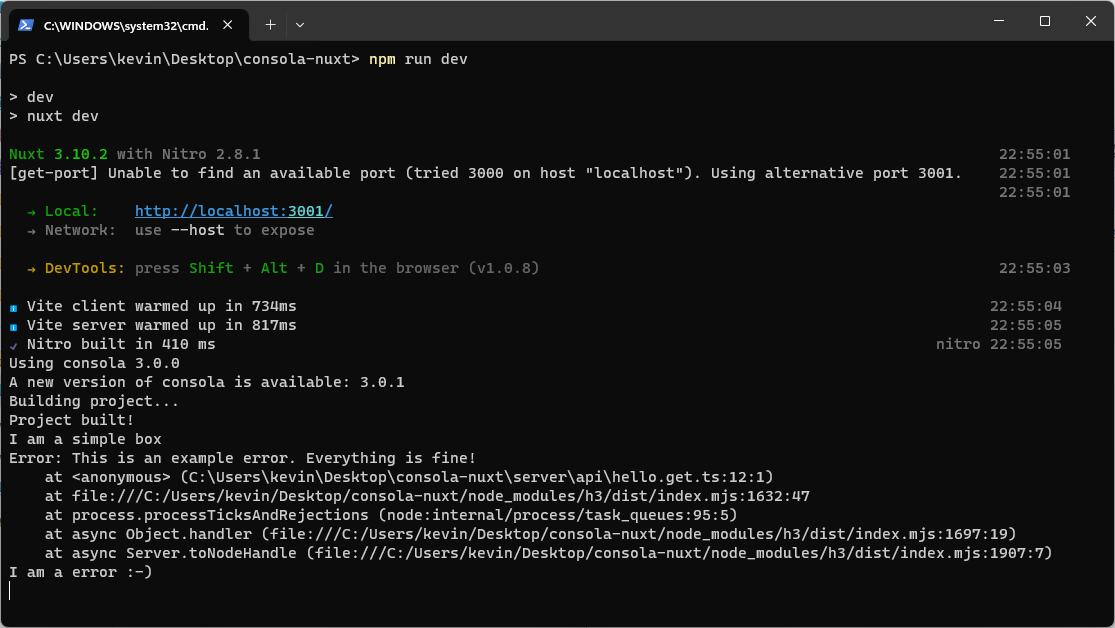 C:\WINDOWS\system32\cmd.
PS C:\Users\kevin\Desktop\consola-nuxt> npm run dev
> dev
> nuxt dev
Nuxt 3.10.2 with Nitro 2.8.1 22:55:01
[get-port] Unable to find an available port (tried 3000 on host "localhost"). Using alternative port 3001. 22:55:01
22:55:01
→ Local: http://localhost:3001/
→ Network: use --host to expose
→ DevTools: press Shift + Alt + D in the browser (v1.0.8) 22:55:03
ℹ Vite client warmed up in 734ms 22:55:04
ℹ Vite server warmed up in 817ms 22:55:05
✓ Nitro built in 410 ms nitro 22:55:05
Using consola 3.0.0
A new version of consola is available: 3.0.1
Building project...
Project built!
I am a simple box
Error: This is an example error. Everything is fine!
at <anonymous> (C:\Users\kevin\Desktop\consola-nuxt\server\api\hello.get.ts:12:1)
at file:///C:/Users/kevin/Desktop/consola-nuxt/node_modules/h3/dist/index.mjs:1632:47
at process.processTicksAndRejections (node:internal/process/task_queues:95:5)
at async Object.handler (file:///C:/Users/kevin/Desktop/consola-nuxt/node_modules/h3/dist/index.mjs:1697:19)
at async Server.toNodeHandle (file:///C:/Users/kevin/Desktop/consola-nuxt/node_modules/h3/dist/index.mjs:1907:7)
I am a error :-)